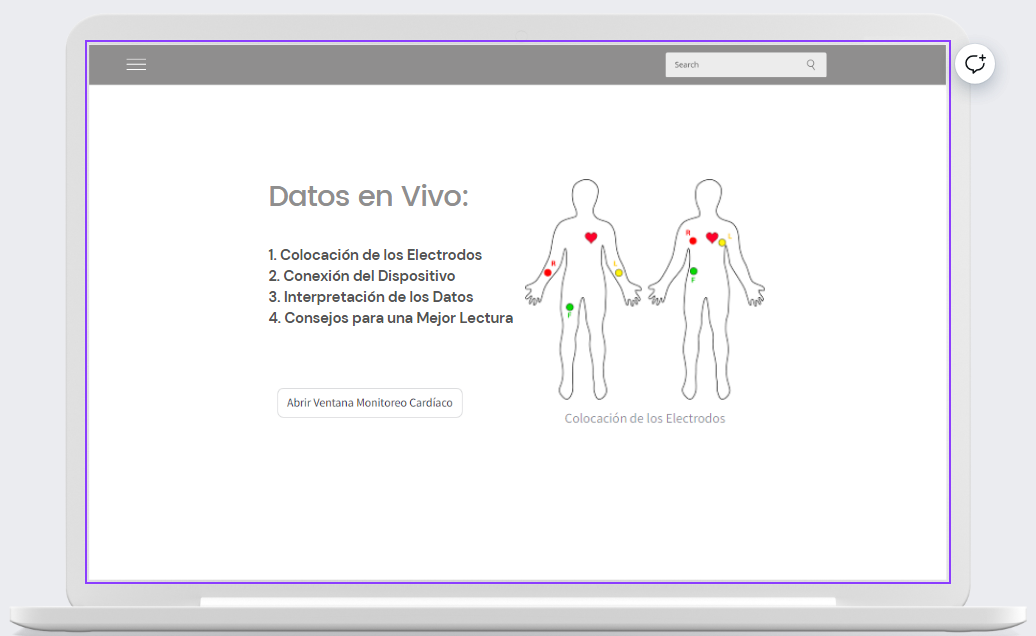 Search
Datos en Vivo:
1. Colocación de los Electrodos
2. Conexión del Dispositivo
3. Interpretación de los Datos
4. Consejos para una Mejor Lectura
Abrir Ventana Monitoreo Cardíaco
R
L
F
R
L
F
Colocación de los Electrodos